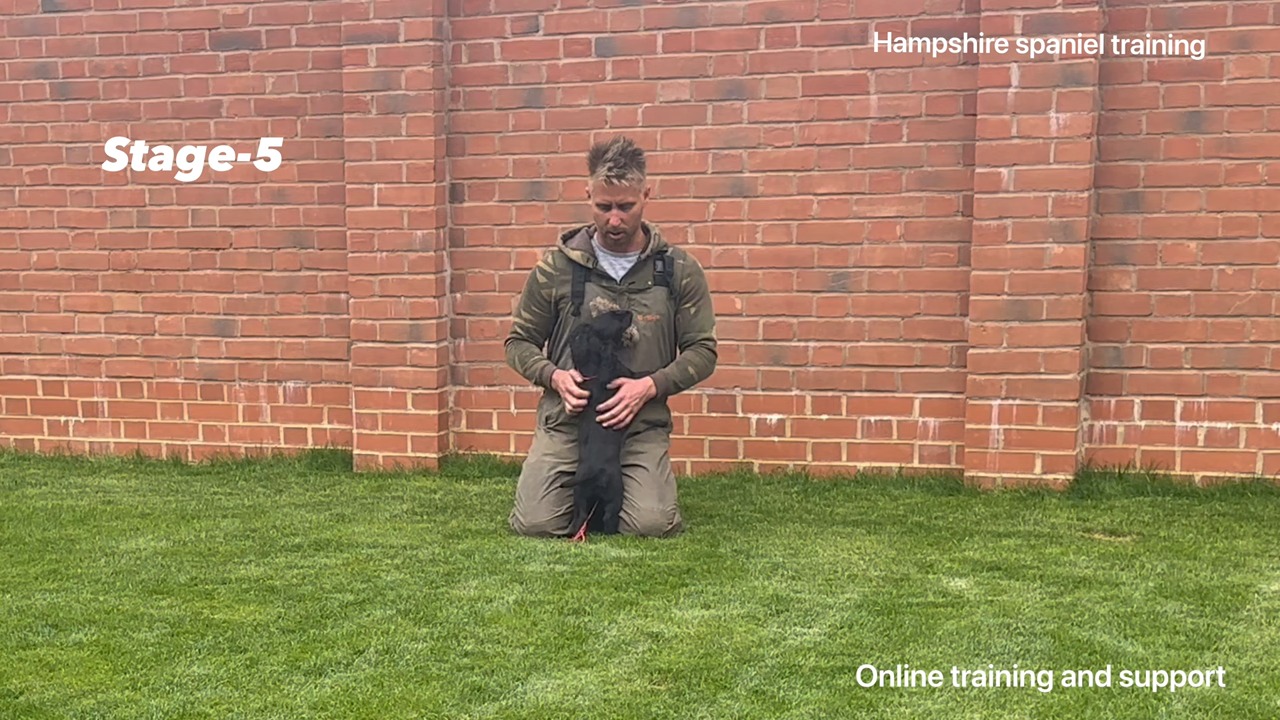 Hampshire spaniel training
Stage-5
Online training and support